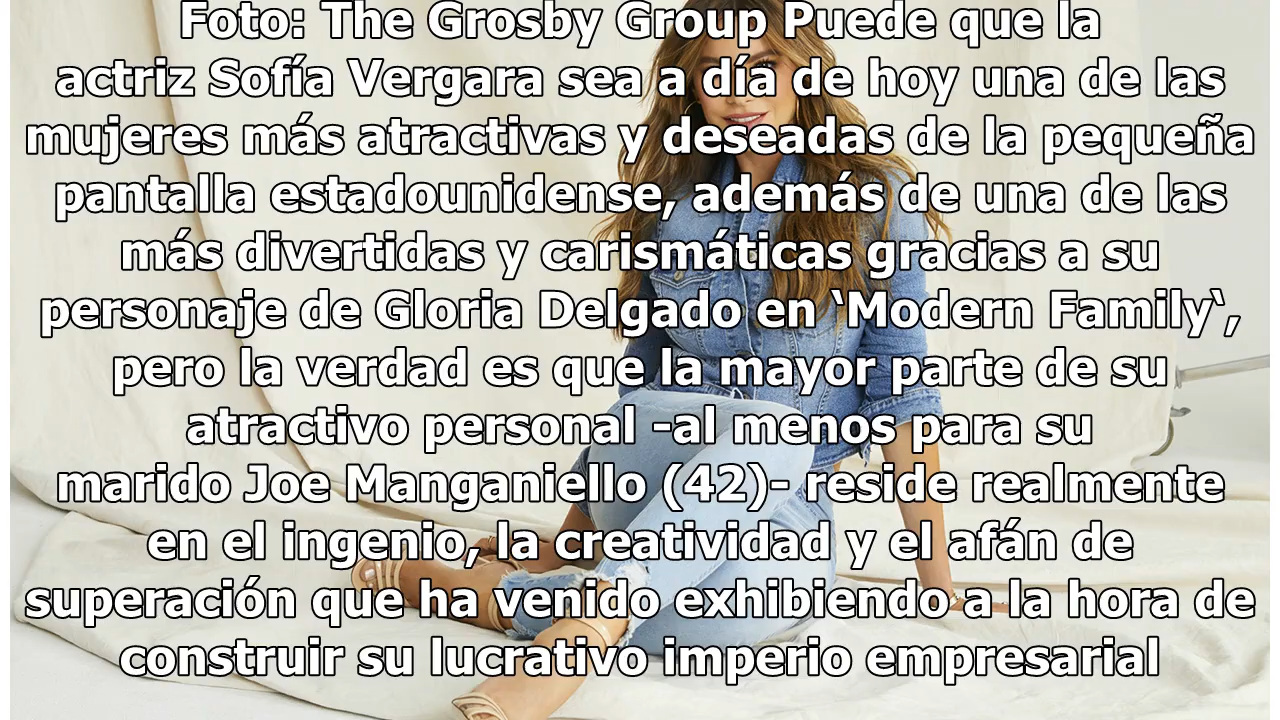 Foto: The Grosby Group Puede que la
actriz Sofía Vergara sea a día de hoy una de las
mujeres más atractivas y deseadas de la pequeña
pantalla estadounidense, además de una de las
más divertidas y carismáticas gracias a su
personaje de Gloria Delgado en ‘Modern Family‘,
pero la verdad es que la mayor parte de su
atractivo personal -al menos para su
marido Joe Manganiello (42)- reside realmente
en el ingenio, la creatividad y el afán de
superación que ha venido exhibiendo a la hora de
construir su lucrativo imperio empresarial